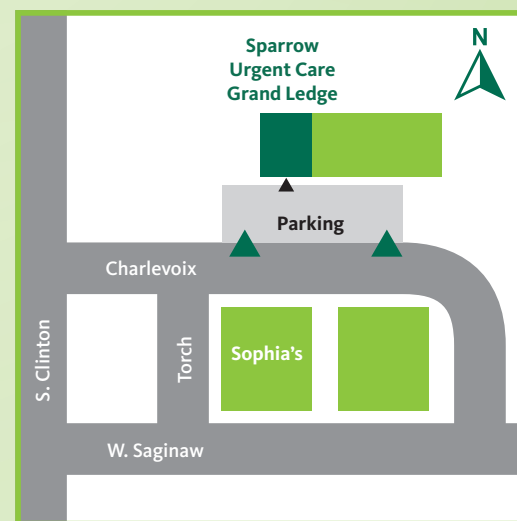 Sparrow
Urgent Care
Grand Ledge
N
Parking
Charlevoix
S. Clinton
Torch
Sophia's
W. Saginaw